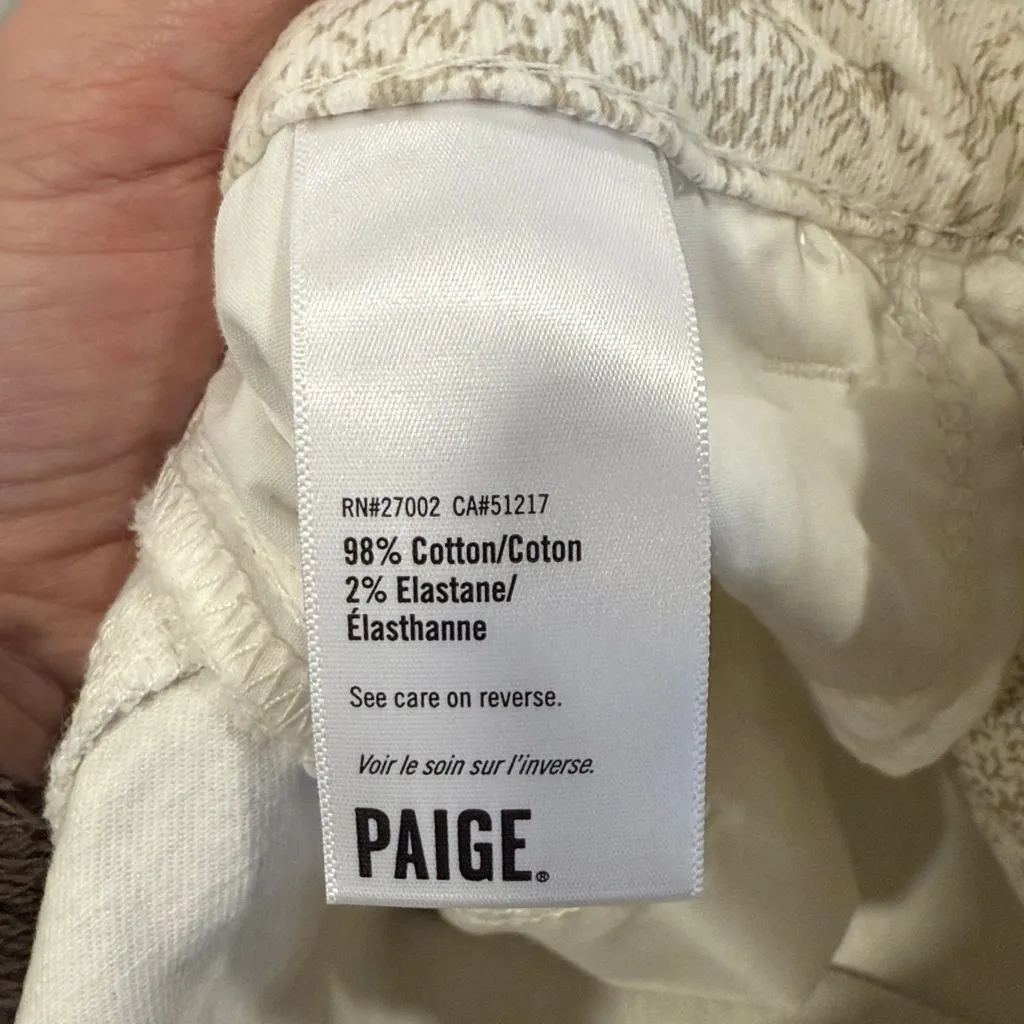 RN#27002 CA#51217
98% Cotton/Coton
2% Elastane/
Élasthanne
See care on reverse.
Voir le soin sur l'inverse.
PAIGE®